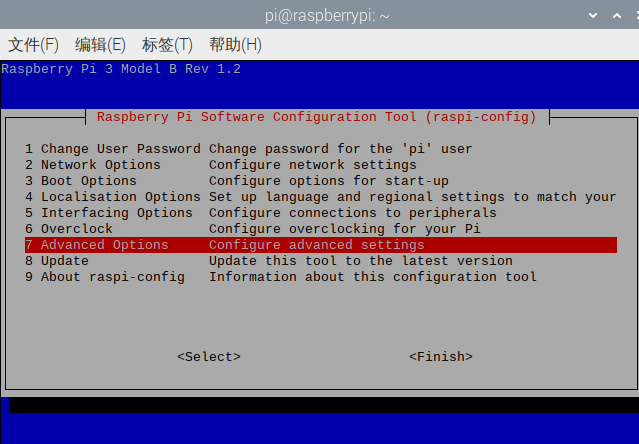 pi@raspberrypi: ~
文件(F) 编辑(E) 标签(T) 帮助(H)
Raspberry Pi 3 Model B Rev 1.2
Raspberry Pi Software Configuration Tool (raspi-config)
1 Change User Password Change password for the 'pi' user
2 Network Options Configure network settings
3 Boot Options Configure options for start-up
4 Localisation Options Set up language and regional settings to match your
5 Interfacing Options Configure connections to peripherals
6 Overclock Configure overclocking for your Pi
7 Advanced Options Configure advanced settings
8 Update Update this tool to the latest version
9 About raspi-config Information about this configuration tool
<Select> <Finish>